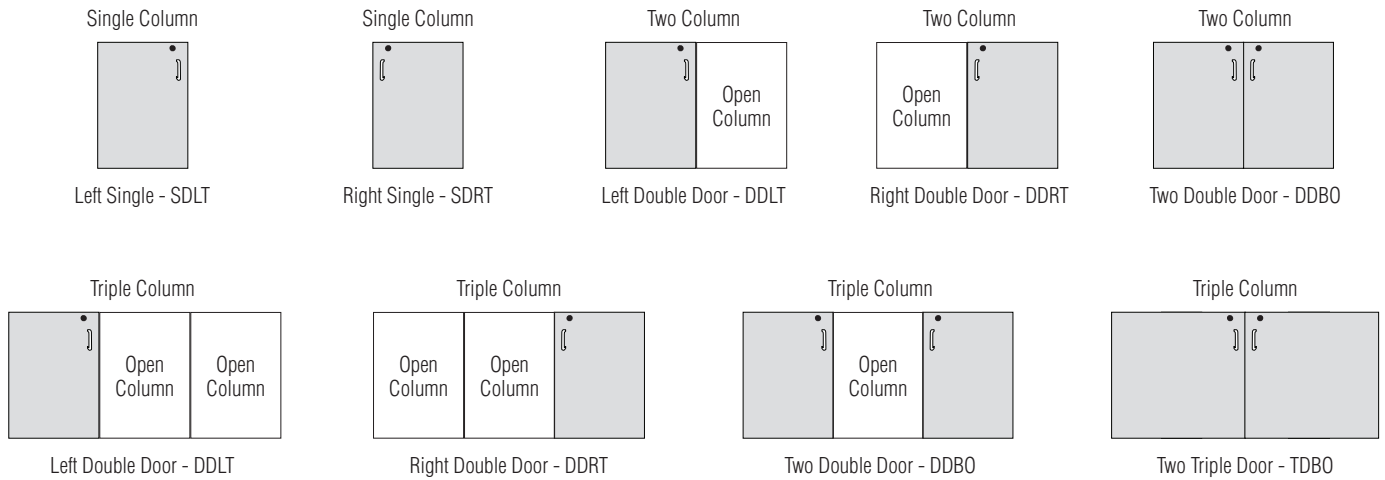 Single Column
Single Column
Two Column
Two Column
Two Column
Open
Column
Open
Column
Left Single - SDLT
Right Single - SDRT
Left Double Door - DDLT
Right Double Door - DDRT
Two Double Door - DDBO
Triple Column
Triple Column
Triple Column
Triple Column
Open
Column
Open
Column
Open
Column
Open
Column
Open
Column
Left Double Door - DDLT
Right Double Door - DDRT
Two Double Door - DDBO
Two Triple Door - TDBO